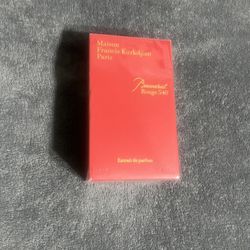 Maison
Francis Kurkdjian
Paris
Baccarat
Rouge 540
Extrait de parfum